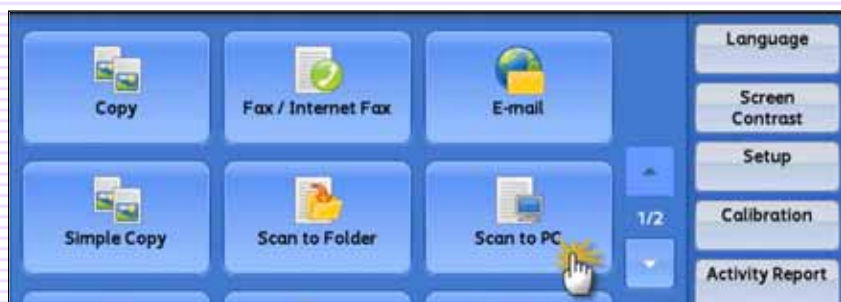 Copy
Fax / Internet Fax
E-mail
Simple Copy
Scan to Folder
Scan to PC
1/2
Language
Screen
Contrast
Setup
Calibration
Activity Report